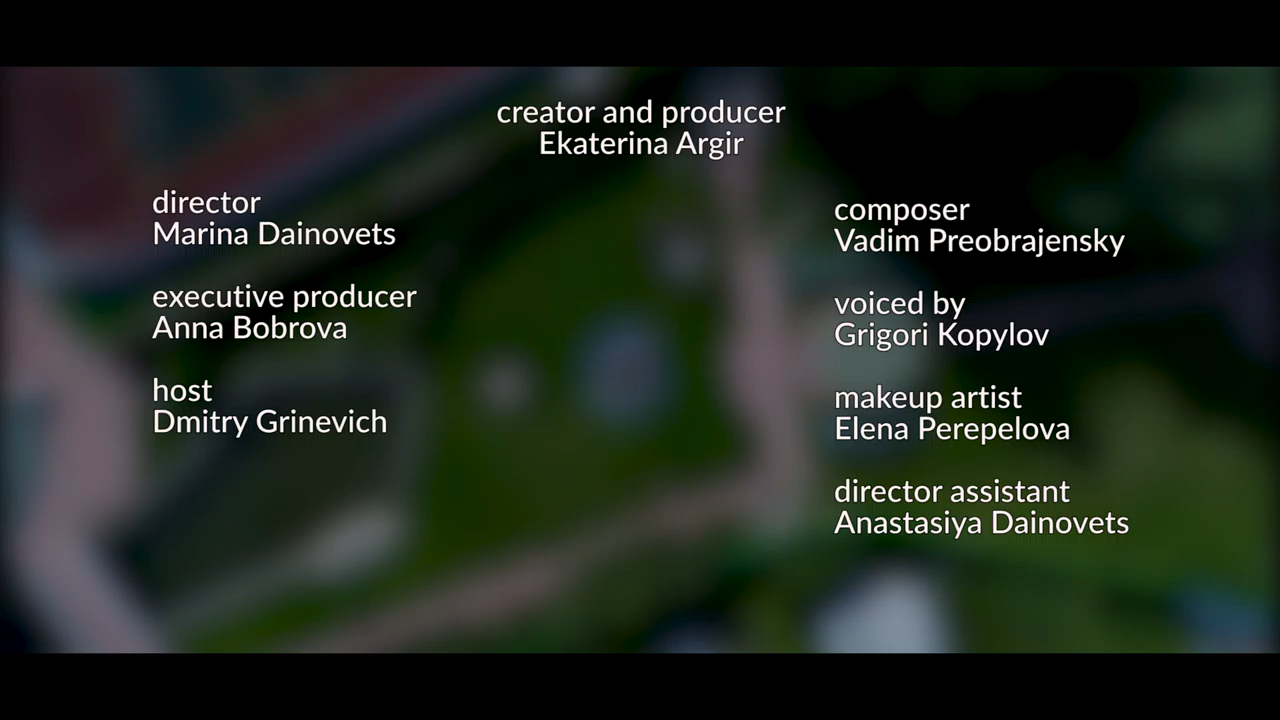 creator and producer
Ekaterina Argir
director
Marina Dainovets
executive producer
Anna Bobrova
host
Dmitry Grinevich
composer
Vadim Preobrajensky
voiced by
Grigori Kopylov
makeup artist
Elena Perepelova
director assistant
Anastasiya Dainovets